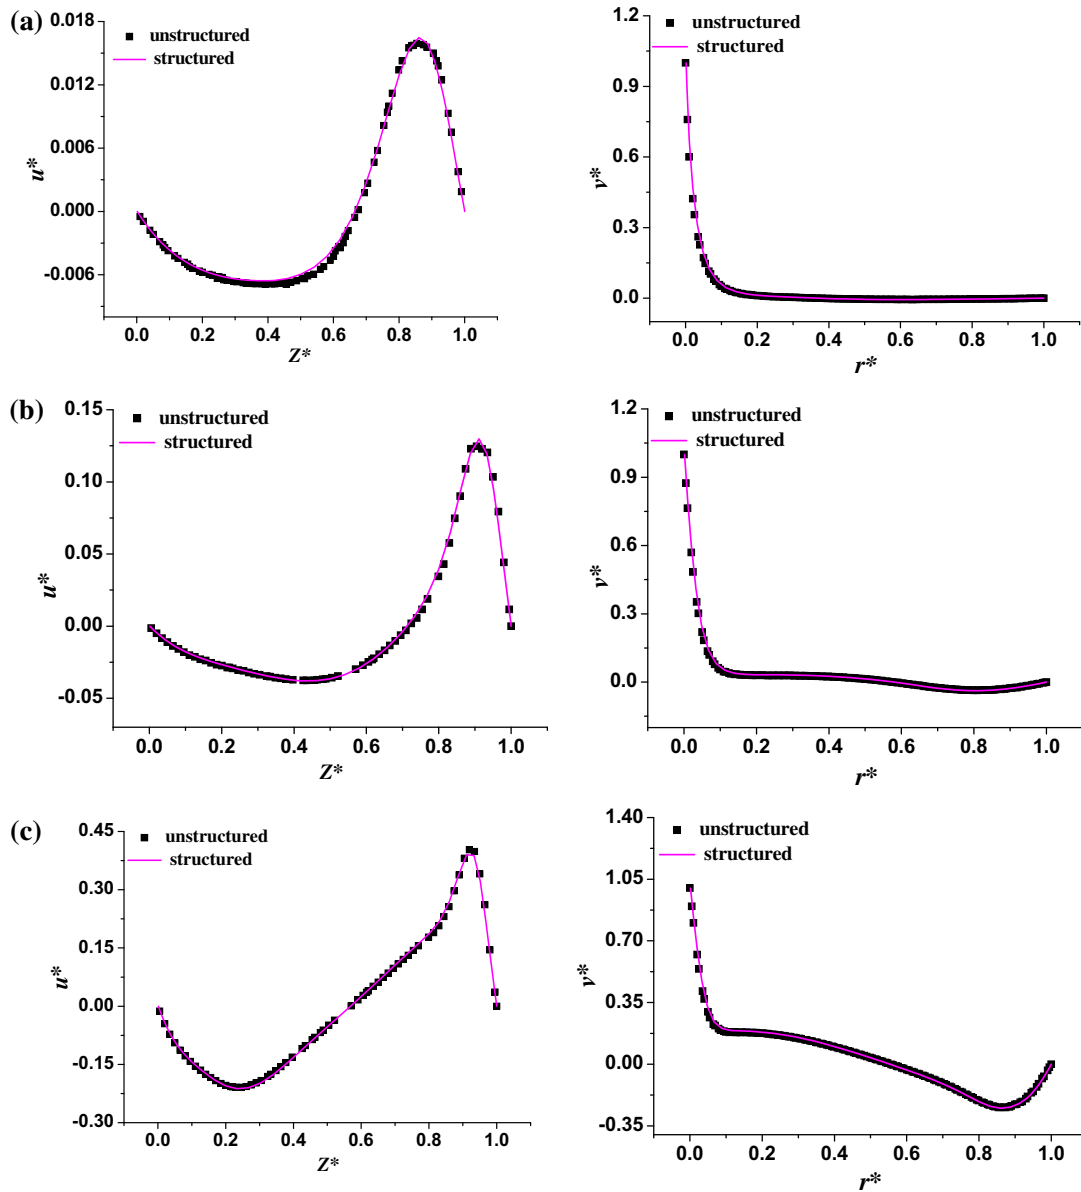 (a)
0.018
0.012
0.006
0.000
-0.006
u*
unstructured
structured
0.0 0.2 0.4 0.6 0.8 1.0
Z*
1.2
0.9
0.6
0.3
0.0
v*
unstructured
structured
0.0 0.2 0.4 0.6 0.8 1.0
r*
(b)
0.15
0.10
0.05
0.00
-0.05
u*
unstructured
structured
0.0 0.2 0.4 0.6 0.8 1.0
Z*
1.2
0.9
0.6
0.3
0.0
v*
unstructured
structured
0.0 0.2 0.4 0.6 0.8 1.0
r*
(c)
0.45
0.30
0.15
0.00
-0.15
-0.30
u*
unstructured
structured
0.0 0.2 0.4 0.6 0.8 1.0
Z*
1.40
1.05
0.70
0.35
0.00
-0.35
v*
unstructured
structured
0.0 0.2 0.4 0.6 0.8 1.0
r*